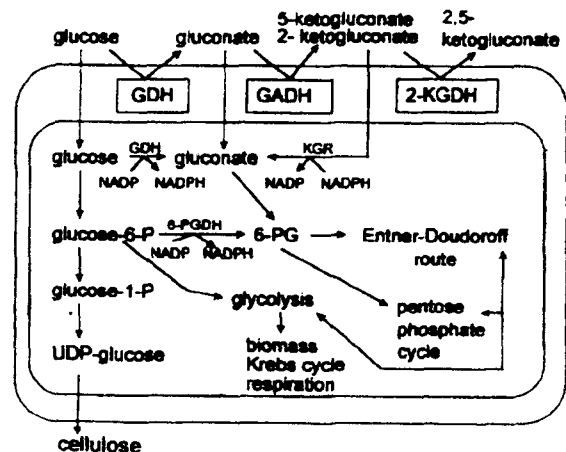 5-ketogluconate 2,5-
glucose gluconate 2- ketogluconate ketogluconate
GDH GADH 2-KGDH
glucose GDH gluconate KGR
NADP NADPH NADP NADPH
glucose-6-P 6-PGDH 6-PG Entner-Doudoroff
NADP NADPH route
glucose-1-P glycolysis pentose
phosphate
cycle
UDP-glucose biomass
Krebs cycle
respiration
cellulose